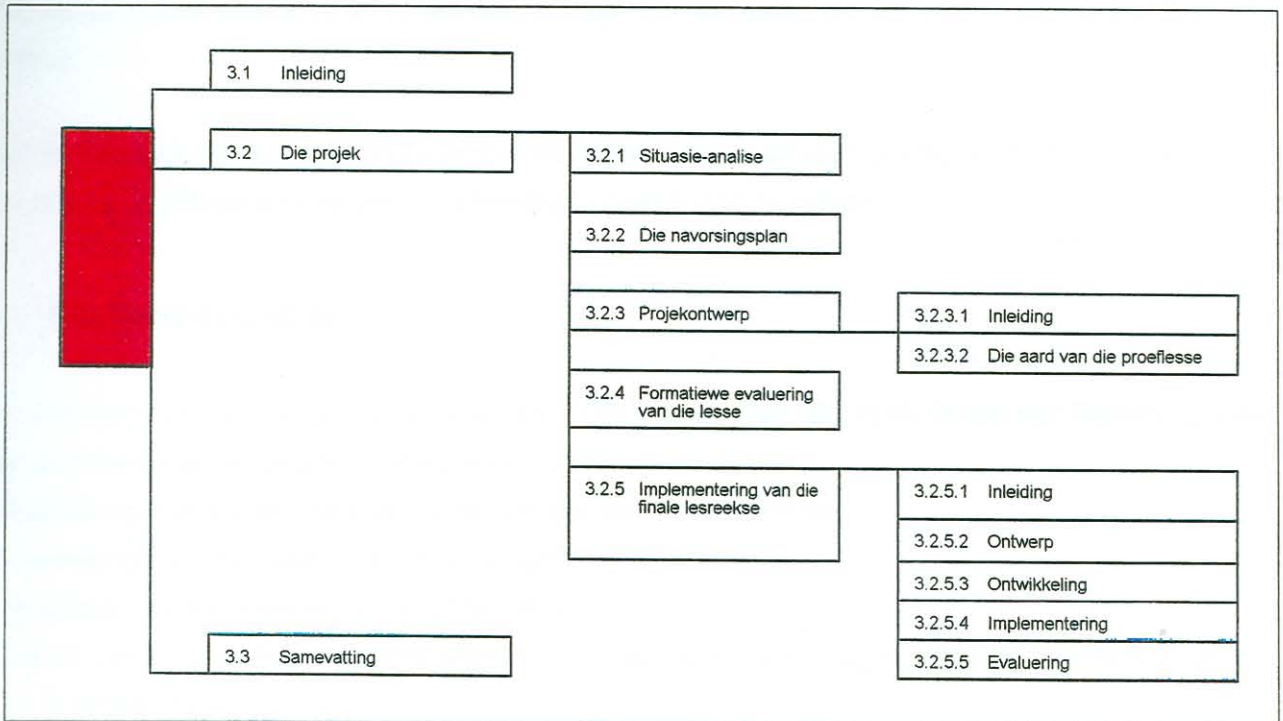 3.1 Inleiding
3.2 Die projek
3.2.1 Situasie-analise
3.2.2 Die navorsingsplan
3.2.3 Projekontwerp
3.2.3.1 Inleiding
3.2.3.2 Die aard van die proeflesse
3.2.4 Formatiewe evaluering
van die lesse
3.2.5 Implementering van die
finale lesreekse
3.2.5.1 Inleiding
3.2.5.2 Ontwerp
3.2.5.3 Ontwikkeling
3.2.5.4 Implementering
3.2.5.5 Evaluering
3.3 Samevatting